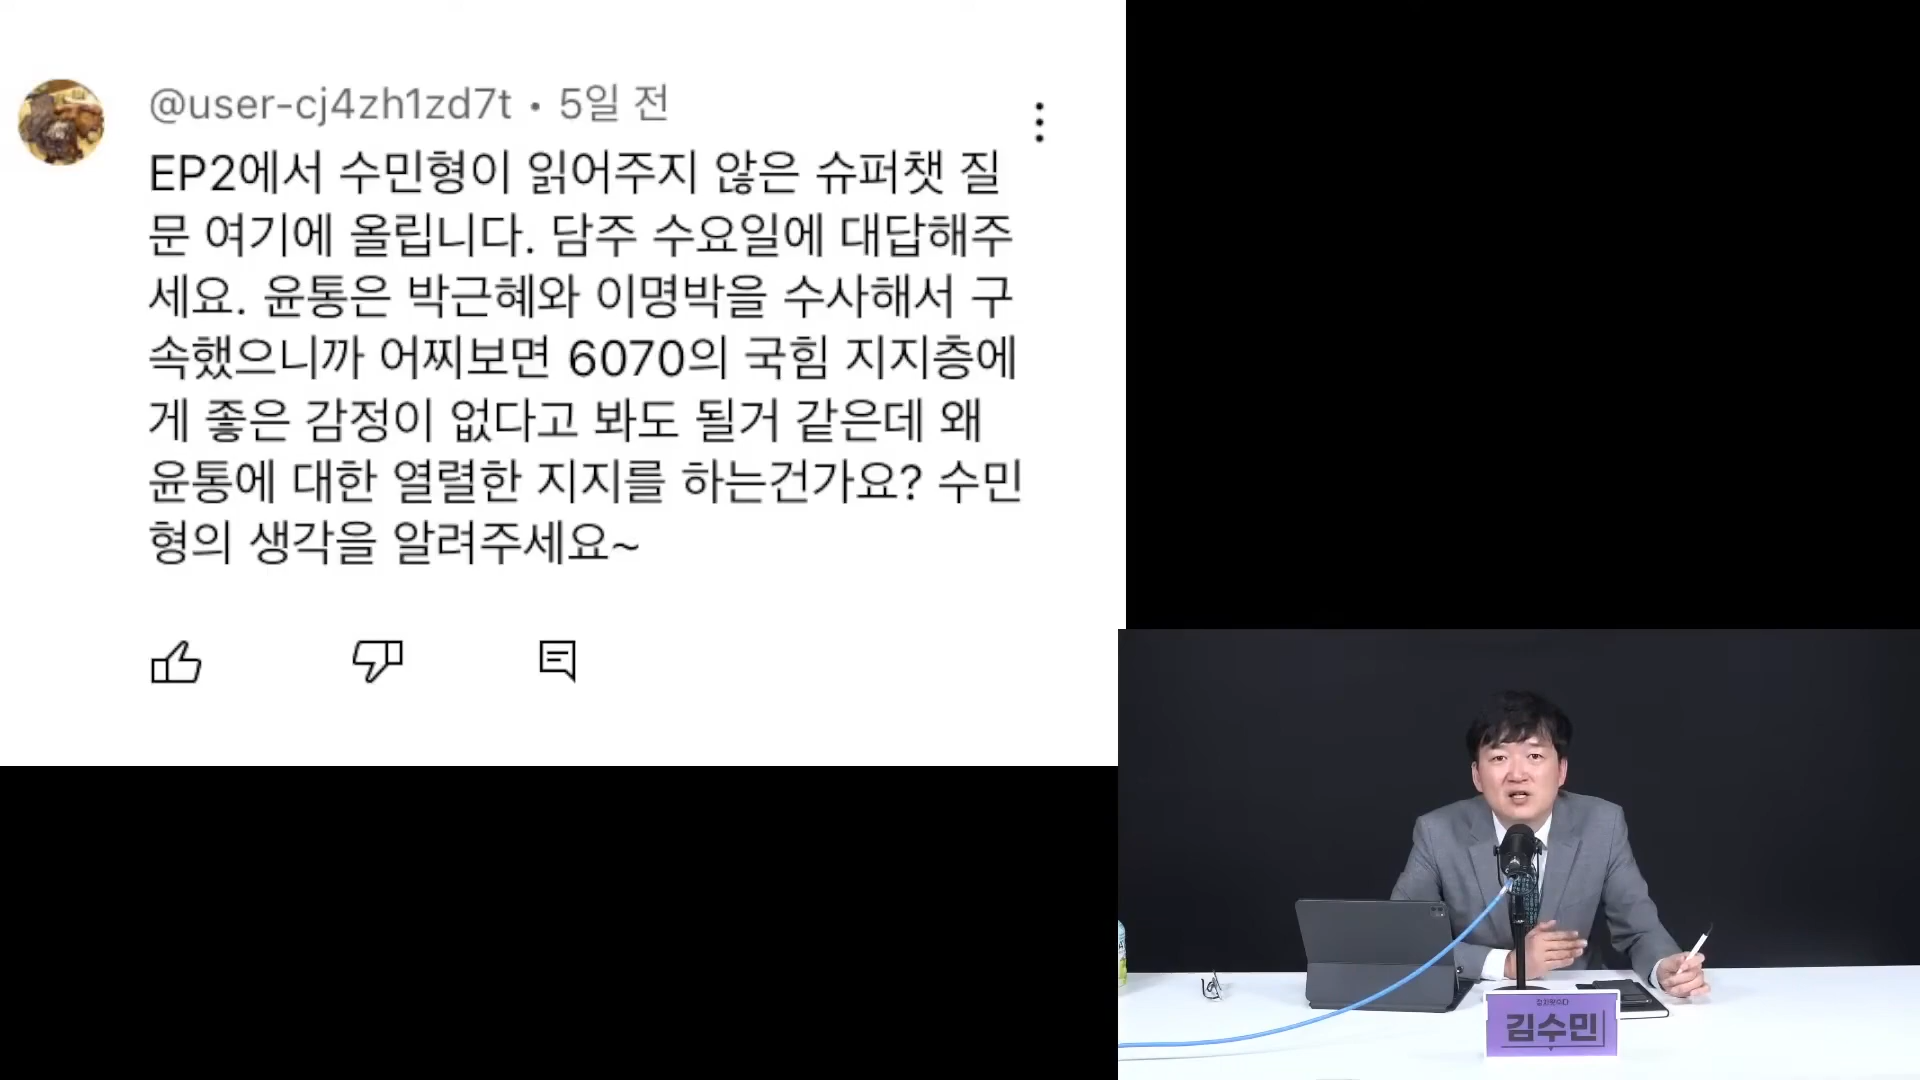 @user-cj4zh1zd7t • 5일 전
EP2에서 수민형이 읽어주지 않은 슈퍼챗 질
문 여기에 올립니다. 담주 수요일에 대답해주
세요. 윤통은 박근혜와 이명박을 수사해서 구
속했으니까 어찌보면 6070의 국힘 지지층에
게 좋은 감정이 없다고 봐도 될거 같은데 왜
윤통에 대한 열렬한 지지를 하는건가요? 수민
형의 생각을 알려주세요~
김수민